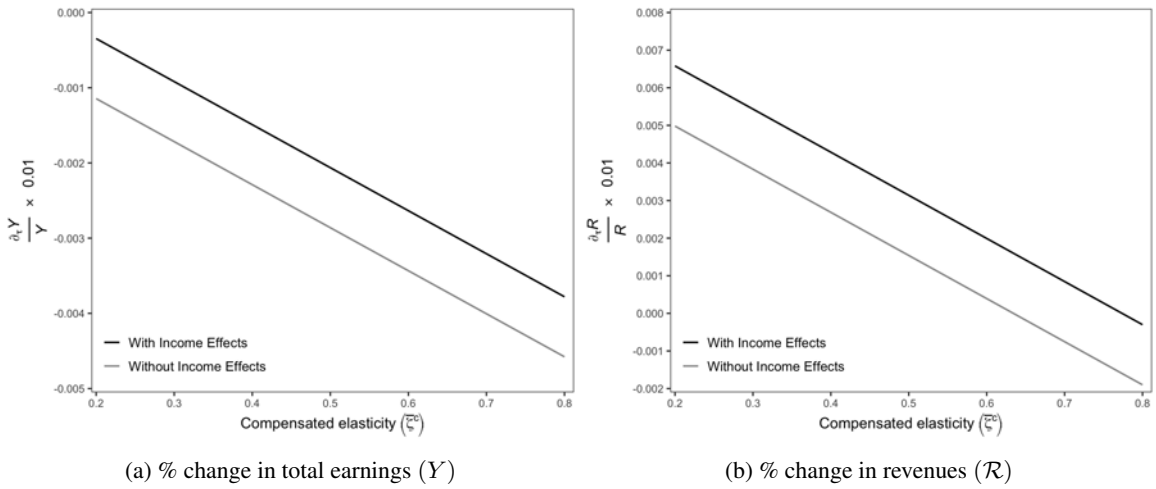 0.000
-0.001
-0.002
-0.003
-0.004
-0.005
∂τY / Y × 0.01
With Income Effects
Without Income Effects
0.2 0.3 0.4 0.5 0.6 0.7 0.8
Compensated elasticity (ζ̄ᶜ)
(a) % change in total earnings (Y)
0.008
0.007
0.006
0.005
0.004
0.003
0.002
0.001
0.000
-0.001
-0.002
∂τR / R × 0.01
With Income Effects
Without Income Effects
0.2 0.3 0.4 0.5 0.6 0.7 0.8
Compensated elasticity (ζ̄ᶜ)
(b) % change in revenues (ℛ)